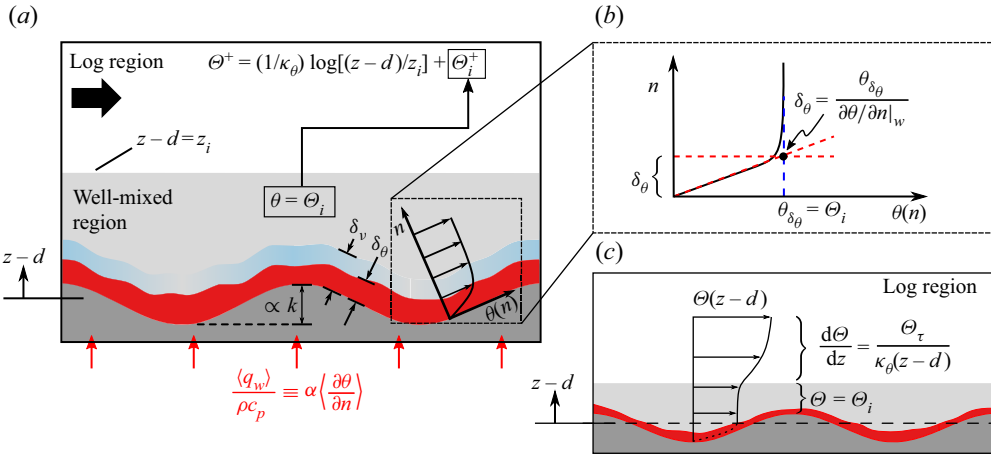 (a)
Log region
Θ⁺ = (1/κ_θ) log[(z – d)/z_i] + Θ_i⁺
z – d = z_i
Well-mixed
region
θ = Θ_i
δ_ν
δ_θ
n
θ(n)
z – d
∝ k
⟨q_w⟩/ρc_p ≡ α⟨∂θ/∂n⟩
(b)
n
δ_θ = θ_{δ_θ}/(∂θ/∂n|_w)
δ_θ
θ_{δ_θ} = Θ_i
θ(n)
(c)
Log region
Θ(z – d)
dΘ/dz = Θ_τ/(κ_θ(z – d))
z – d
Θ = Θ_i